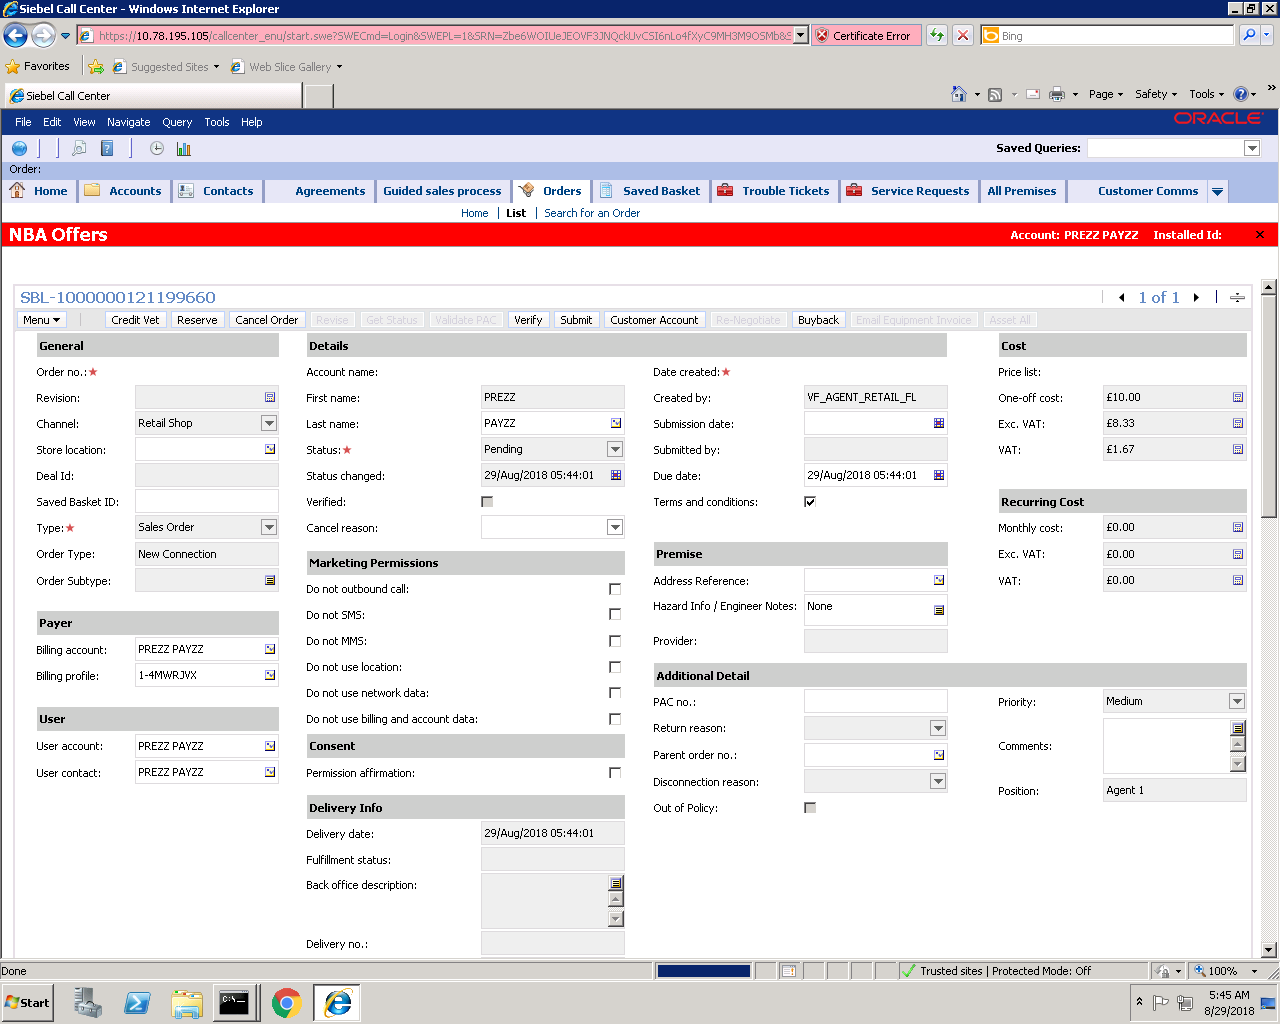 Siebel Call Center - Windows Internet Explorer
https://10.78.195.105/callcenter_enu/start.swe?SWECmd=Login&SWEPL=1&SRN= Certificate Error Bing
Favorites Suggested Sites Web Slice Gallery
Siebel Call Center Page Safety Tools »
File Edit View Navigate Query Tools Help ORACLE
Saved Queries:
Order:
Home Accounts Contacts Agreements Guided sales process Orders Saved Basket Trouble Tickets Service Requests All Premises Customer Comms
Home | List | Search for an Order
NBA Offers Account: PREZZ PAYZZ Installed Id: ×
SBL-1000000121199660 1 of 1
Menu Credit Vet Reserve Cancel Order Revise Get Status Validate PAC Verify Submit Customer Account Re-Negotiate Buyback Email Equipment Invoice Asset All
General Details Cost
Order no.:★ Account name: Date created:★ Price list:
Revision: First name: PREZZ Created by: VF_AGENT_RETAIL_FL One-off cost: £10.00
Channel: Retail Shop Last name: PAYZZ Submission date: Exc. VAT: £8.33
Store location: Status:★ Pending Submitted by: VAT: £1.67
Deal Id: Status changed: 29/Aug/2018 05:44:01 Due date: 29/Aug/2018 05:44:01
Saved Basket ID: Verified: Terms and conditions: Recurring Cost
Type:★ Sales Order Cancel reason: Monthly cost: £0.00
Order Type: New Connection Marketing Permissions Premise Exc. VAT: £0.00
Order Subtype: Do not outbound call: Address Reference: VAT: £0.00
Do not SMS: Hazard Info / Engineer Notes: None
Payer
Billing account: PREZZ PAYZZ Do not MMS: Provider:
Billing profile: 1-4MWRJVX Do not use location: Additional Detail
Do not use network data: PAC no.: Priority: Medium
User Do not use billing and account data: Return reason:
User account: PREZZ PAYZZ Consent Parent order no.: Comments:
User contact: PREZZ PAYZZ Permission affirmation: Disconnection reason: Position: Agent 1
Delivery Info Out of Policy:
Delivery date: 29/Aug/2018 05:44:01
Fulfillment status:
Back office description:
Delivery no.:
Done Trusted sites | Protected Mode: Off 100%
Start C:\. 5:45 AM
8/29/2018